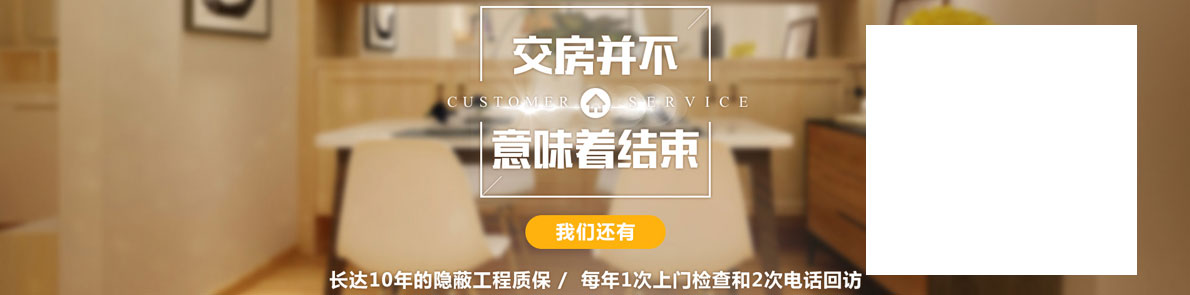 交房并不
CUSTOMER SERVICE
意味着结束
我们还有
长达10年的隐蔽工程质保 / 每年1次上门检查和2次电话回访